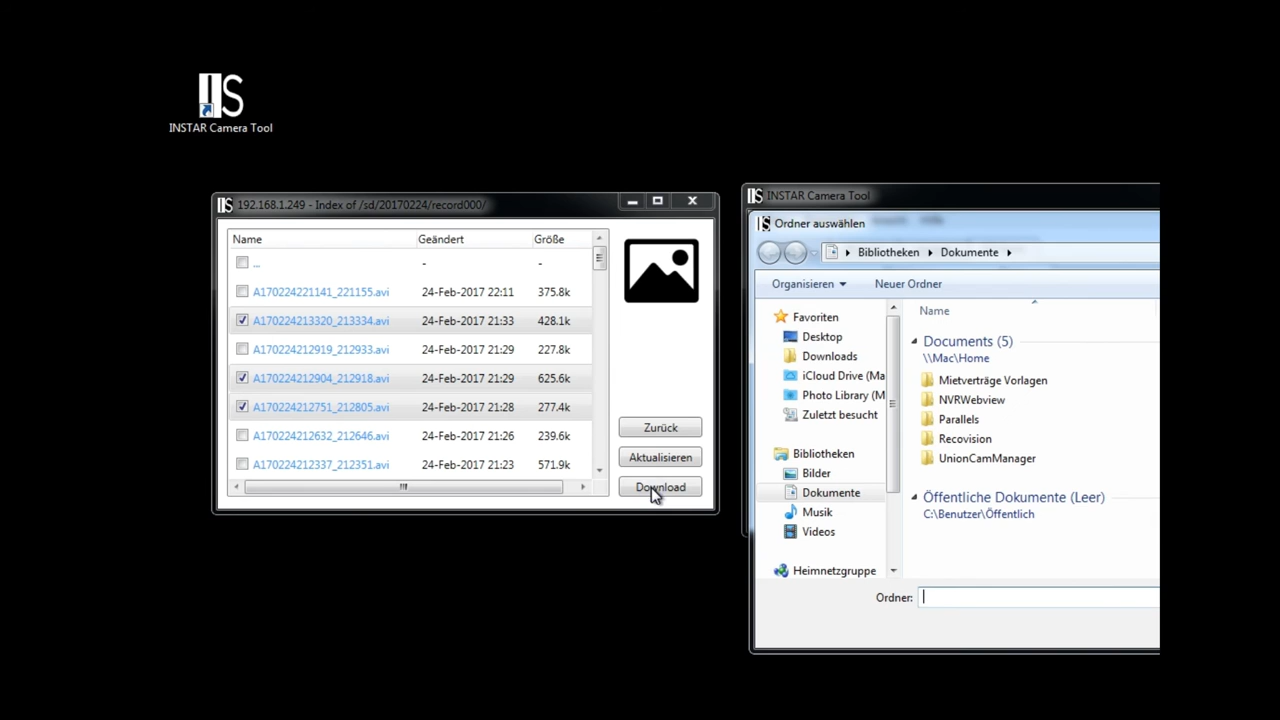 IIS
INSTAR Camera Tool
192.168.1.249 - Index of /sd/20170224/record000/
Name Geändert Größe
... - -
A170224221141_221155.avi 24-Feb-2017 22:11 375.8k
A170224213320_213334.avi 24-Feb-2017 21:33 428.1k
A170224212919_212933.avi 24-Feb-2017 21:29 227.8k
A170224212904_212918.avi 24-Feb-2017 21:29 625.6k
A170224212751_212805.avi 24-Feb-2017 21:28 277.4k
A170224212632_212646.avi 24-Feb-2017 21:26 239.6k
A170224212337_212351.avi 24-Feb-2017 21:23 571.9k
Zurück
Aktualisieren
Download
INSTAR Camera Tool
Ordner auswählen
Bibliotheken Dokumente
Organisieren Neuer Ordner
Favoriten
Desktop
Downloads
iCloud Drive (Ma
Photo Library (M
Zuletzt besucht
Bibliotheken
Bilder
Dokumente
Musik
Videos
Heimnetzgruppe
Name
Documents (5)
\\Mac\Home
Mietverträge Vorlagen
NVRWebview
Parallels
Recovision
UnionCamManager
Öffentliche Dokumente (Leer)
C:\Benutzer\Öffentlich
Ordner: